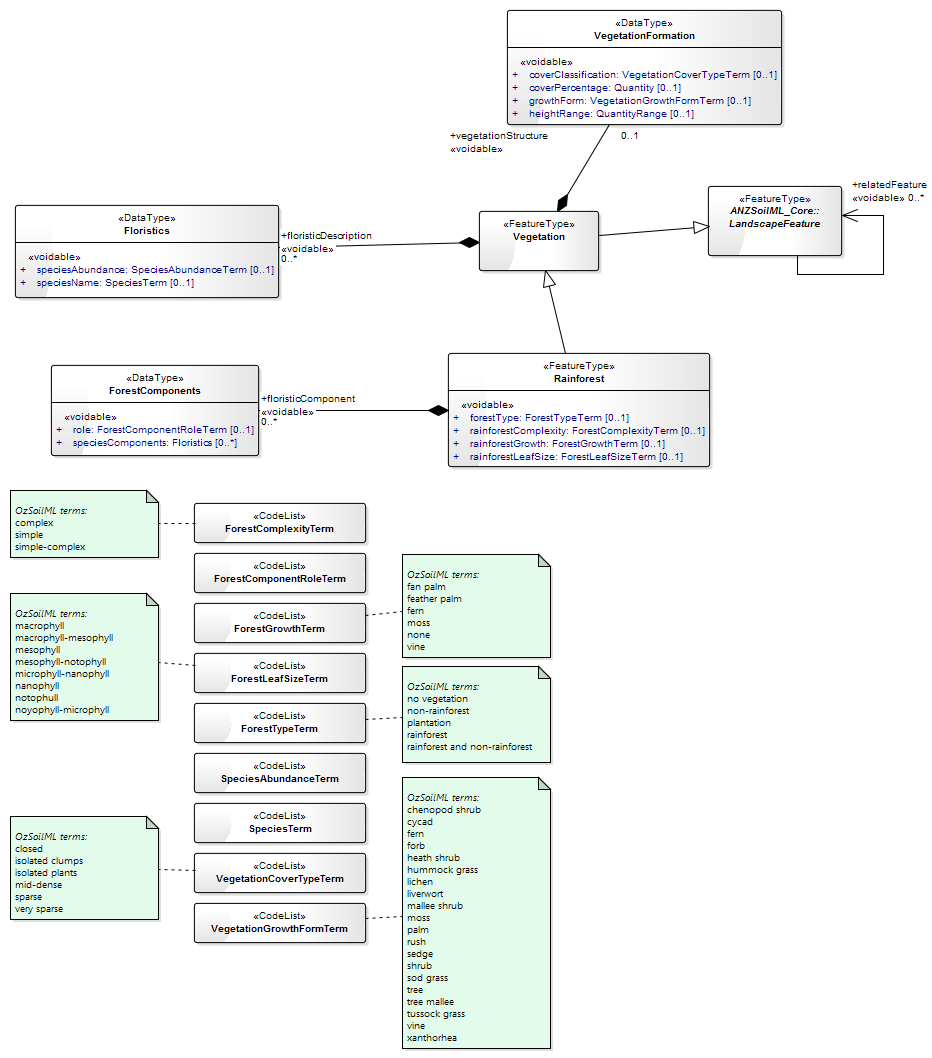 «DataType»
VegetationFormation
«voidable»
+ coverClassification: VegetationCoverTypeTerm [0..1]
+ coverPercentage: Quantity [0..1]
+ growthForm: VegetationGrowthFormTerm [0..1]
+ heightRange: QuantityRange [0..1]
+vegetationStructure
«voidable»
0..1
«FeatureType»
Vegetation
«FeatureType»
ANZSoilML_Core::
LandscapeFeature
+relatedFeature
«voidable» 0..*
«DataType»
Floristics
«voidable»
+ speciesAbundance: SpeciesAbundanceTerm [0..1]
+ speciesName: SpeciesTerm [0..1]
+floristicDescription
«voidable»
0..*
«DataType»
ForestComponents
«voidable»
+ role: ForestComponentRoleTerm [0..1]
+ speciesComponents: Floristics [0..*]
+floristicComponent
«voidable»
0..*
«FeatureType»
Rainforest
«voidable»
+ forestType: ForestTypeTerm [0..1]
+ rainforestComplexity: ForestComplexityTerm [0..1]
+ rainforestGrowth: ForestGrowthTerm [0..1]
+ rainforestLeafSize: ForestLeafSizeTerm [0..1]
OzSoilML terms:
complex
simple
simple-complex
OzSoilML terms:
macrophyll
macrophyll-mesophyll
mesophyll
mesophyll-notophyll
microphyll-nanophyll
nanophyll
notophull
noyophyll-microphyll
OzSoilML terms:
closed
isolated clumps
isolated plants
mid-dense
sparse
very sparse
«CodeList»
ForestComplexityTerm
«CodeList»
ForestComponentRoleTerm
«CodeList»
ForestGrowthTerm
«CodeList»
ForestLeafSizeTerm
«CodeList»
ForestTypeTerm
«CodeList»
SpeciesAbundanceTerm
«CodeList»
SpeciesTerm
«CodeList»
VegetationCoverTypeTerm
«CodeList»
VegetationGrowthFormTerm
OzSoilML terms:
fan palm
feather palm
fern
moss
none
vine
OzSoilML terms:
no vegetation
non-rainforest
plantation
rainforest
rainforest and non-rainforest
OzSoilML terms:
chenopod shrub
cycad
fern
forb
heath shrub
hummock grass
lichen
liverwort
mallee shrub
moss
palm
rush
sedge
shrub
sod grass
tree
tree mallee
tussock grass
vine
xanthorhea